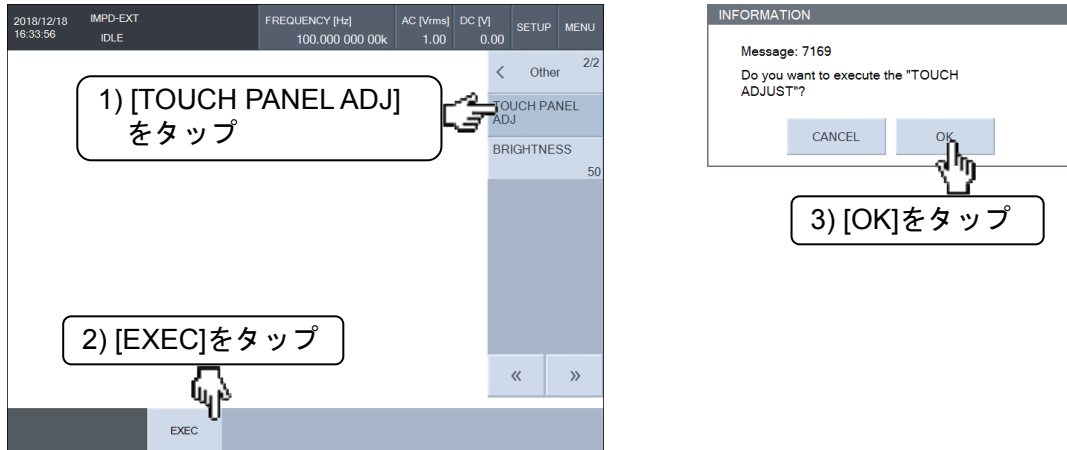 2018/12/18
16:33:56
IMPD-EXT
IDLE
FREQUENCY [Hz]
100.000 000 00k
AC [Vrms]
1.00
DC [V]
0.00
SETUP
MENU
< Other 2/2
TOUCH PANEL
ADJ
BRIGHTNESS
50
1) [TOUCH PANEL ADJ]
をタップ
2) [EXEC]をタップ
« »
EXEC
INFORMATION
Message: 7169
Do you want to execute the "TOUCH
ADJUST"?
CANCEL
OK
3) [OK]をタップ